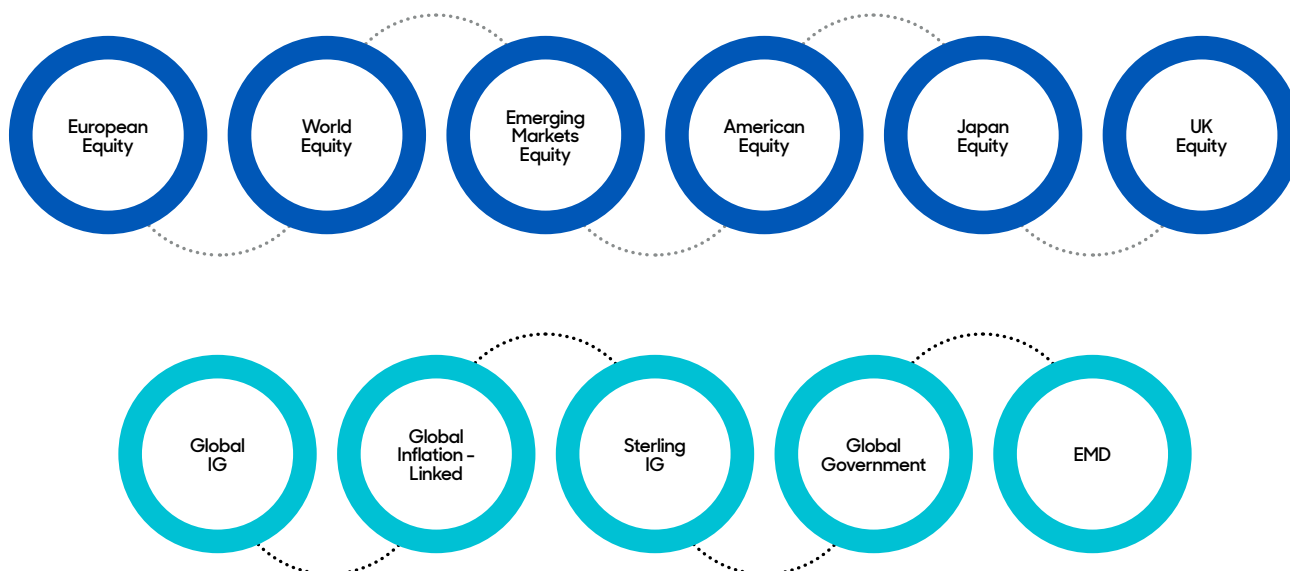 European
Equity
World
Equity
Emerging
Markets
Equity
American
Equity
Japan
Equity
UK
Equity
Global
IG
Global
Inflation -
Linked
Sterling
IG
Global
Government
EMD